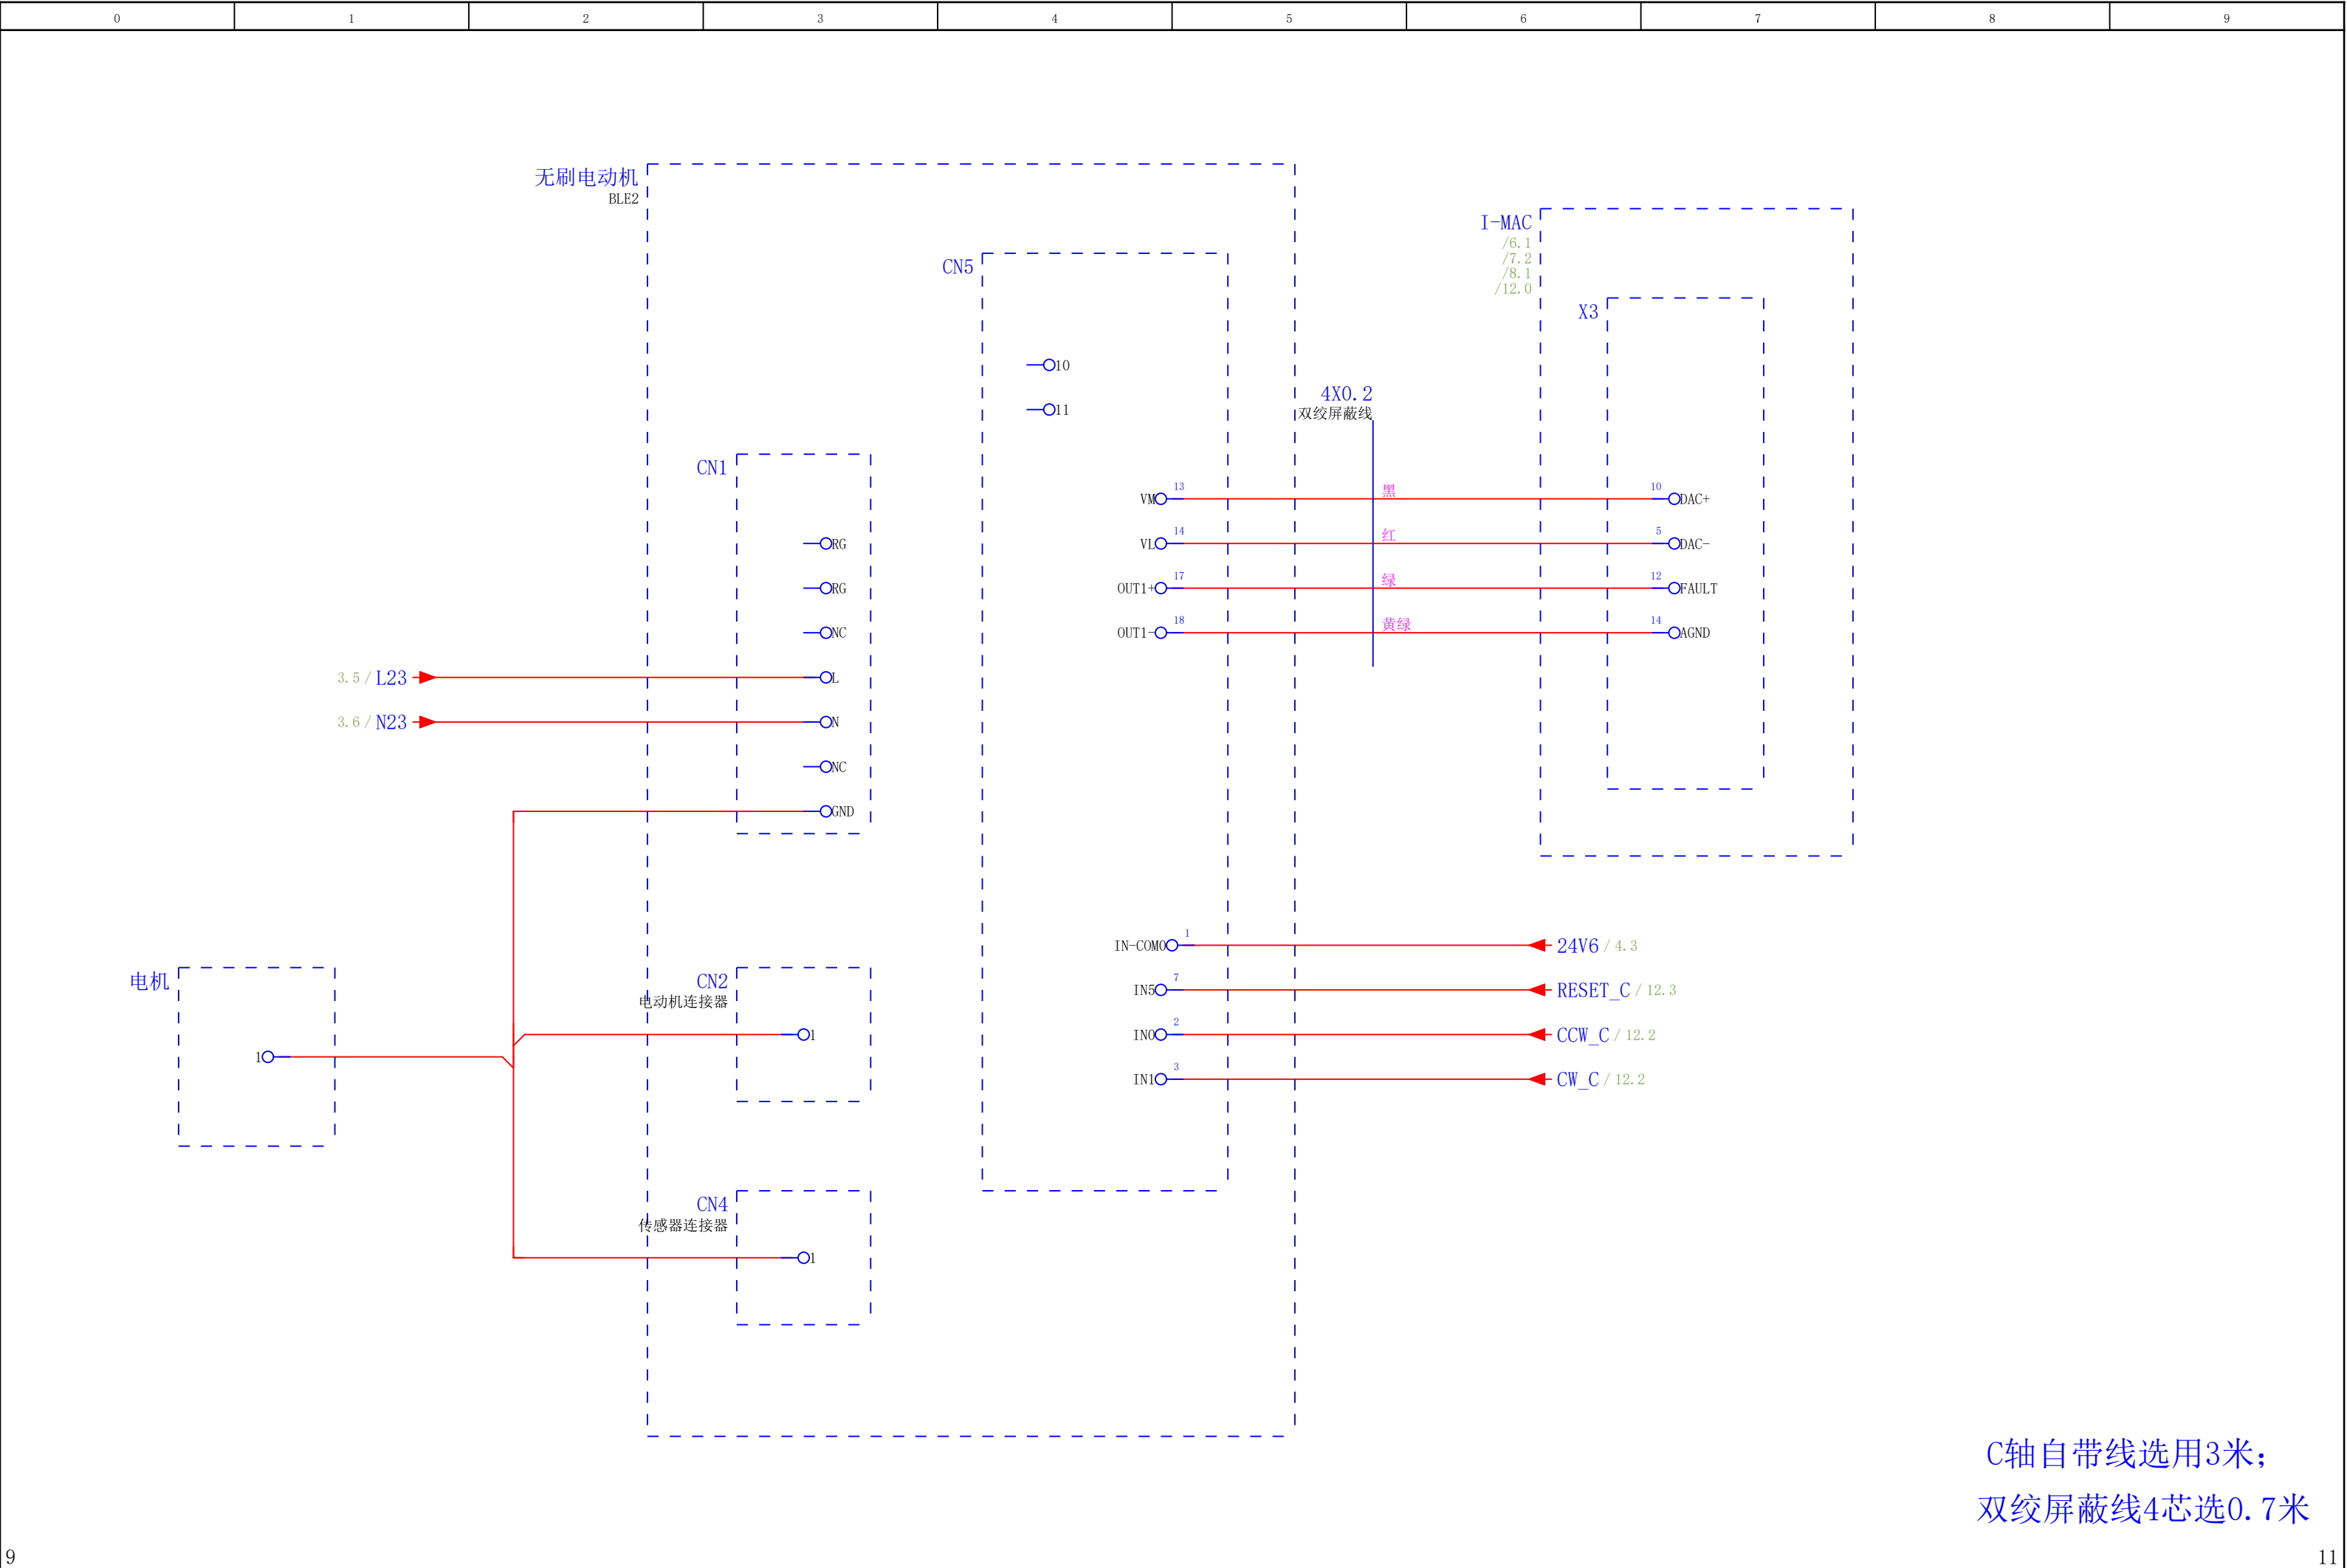 0 1 2 3 4 5 6 7 8 9
无刷电动机
BLE2
I-MAC
/6.1
/7.2
/8.1
/12.0
CN5
X3
10
11
4X0.2
双绞屏蔽线
CN1
VM 13 黑 10 DAC+
VL 14 红 5 DAC-
OUT1+ 17 绿 12 FAULT
OUT1- 18 黄绿 14 AGND
RG
RG
NC
3.5 / L23 L
3.6 / N23 N
NC
GND
IN-COM0 1 24V6 / 4.3
IN5 7 RESET_C / 12.3
IN0 2 CCW_C / 12.2
IN1 3 CW_C / 12.2
电机
1
CN2
电动机连接器
1
CN4
传感器连接器
1
C轴自带线选用3米;
双绞屏蔽线4芯选0.7米
9
11